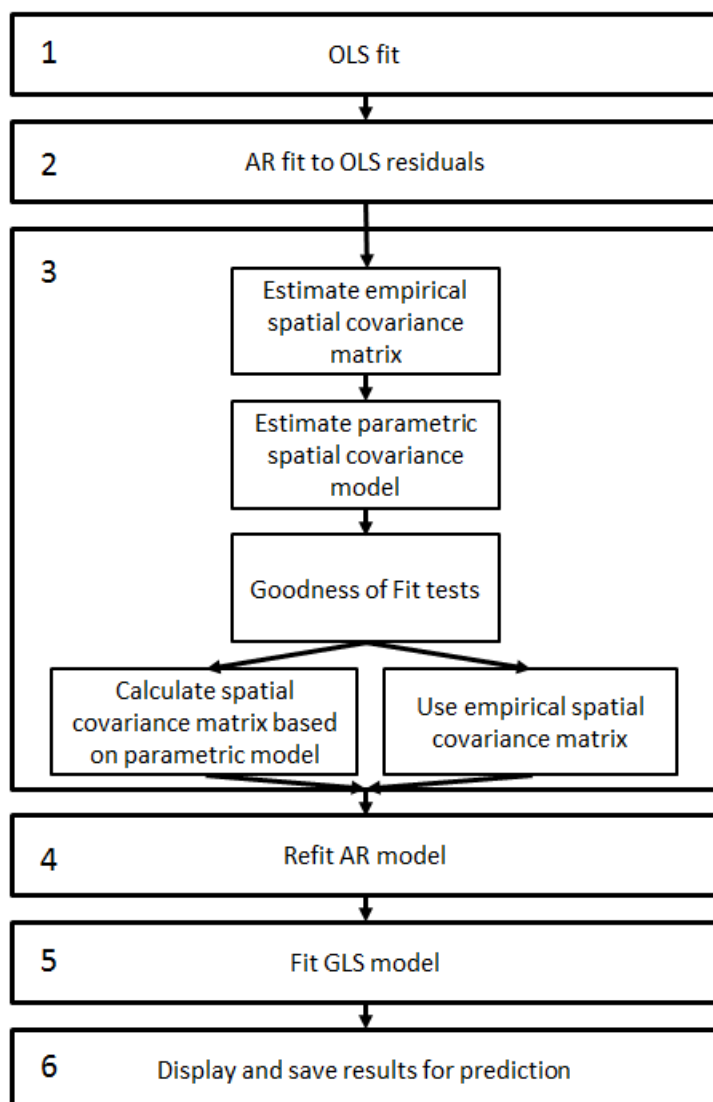 1
OLS fit
2
AR fit to OLS residuals
3
Estimate empirical
spatial covariance
matrix
Estimate parametric
spatial covariance
model
Goodness of Fit tests
Calculate spatial
covariance matrix based
on parametric model
Use empirical spatial
covariance matrix
4
Refit AR model
5
Fit GLS model
6
Display and save results for prediction